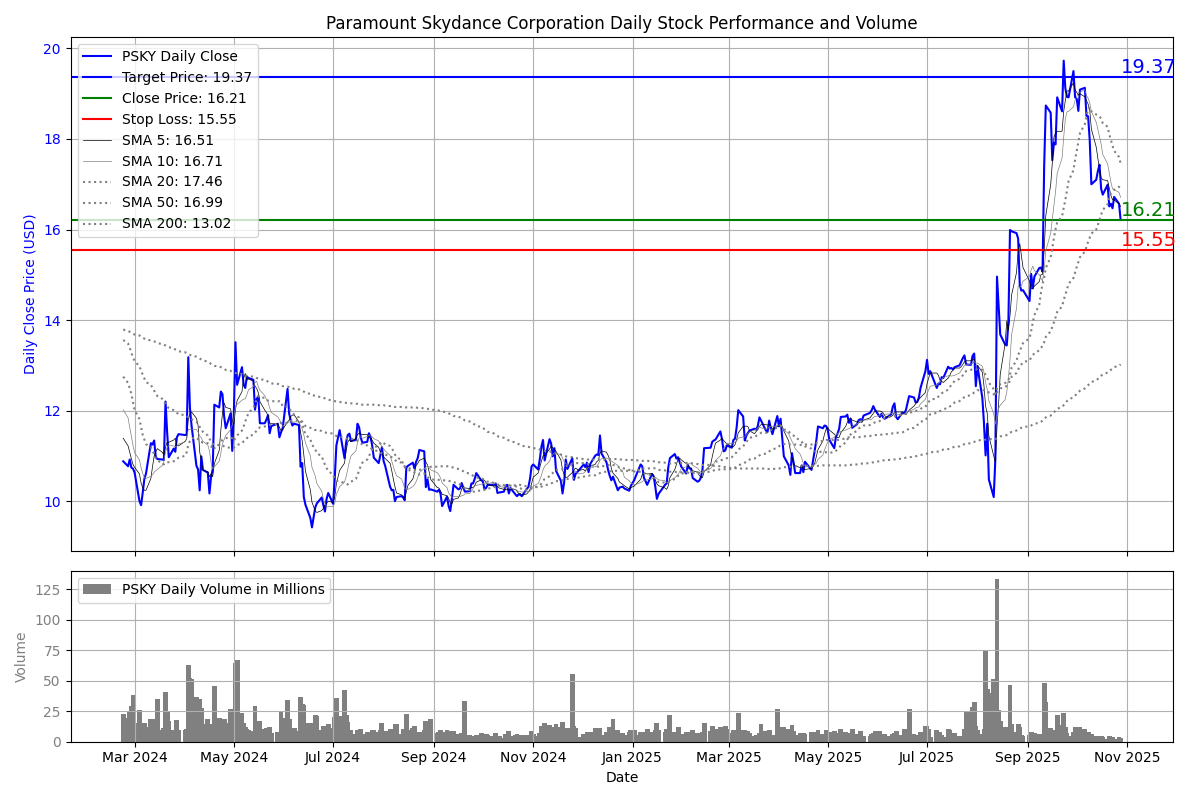 Paramount Skydance Corporation Daily Stock Performance and Volume
20
18
16
14
12
10
Daily Close Price (USD)
PSKY Daily Close
Target Price: 19.37
Close Price: 16.21
Stop Loss: 15.55
SMA 5: 16.51
SMA 10: 16.71
SMA 20: 17.46
SMA 50: 16.99
SMA 200: 13.02
19.37
16.21
15.55
125
100
75
50
25
0
Volume
PSKY Daily Volume in Millions
Mar 2024
May 2024
Jul 2024
Sep 2024
Nov 2024
Jan 2025
Mar 2025
May 2025
Jul 2025
Sep 2025
Nov 2025
Date